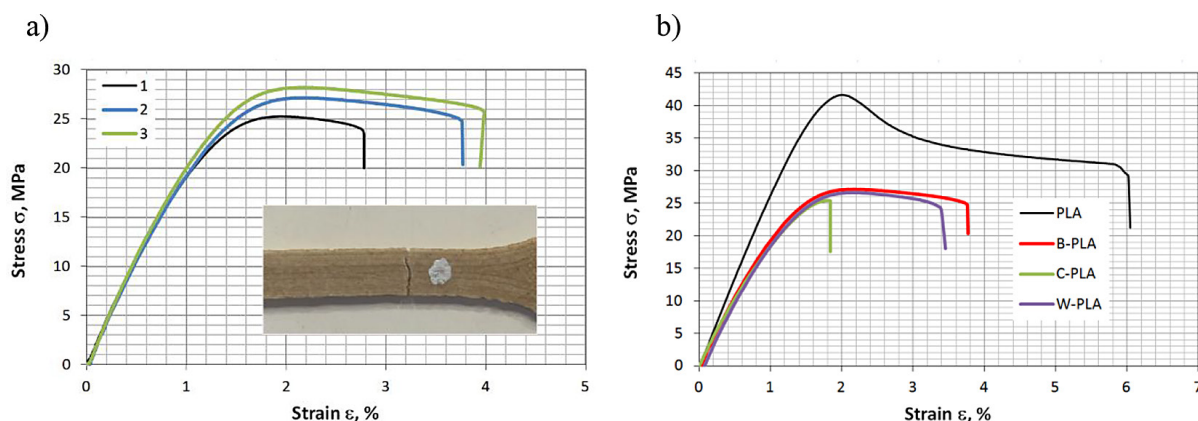 a)
30
25
20
15
10
5
0
Stress σ, MPa
1
2
3
0 1 2 3 4 5
Strain ε, %
b)
45
40
35
30
25
20
15
10
5
0
Stress σ, MPa
PLA
B-PLA
C-PLA
W-PLA
0 1 2 3 4 5 6 7
Strain ε, %